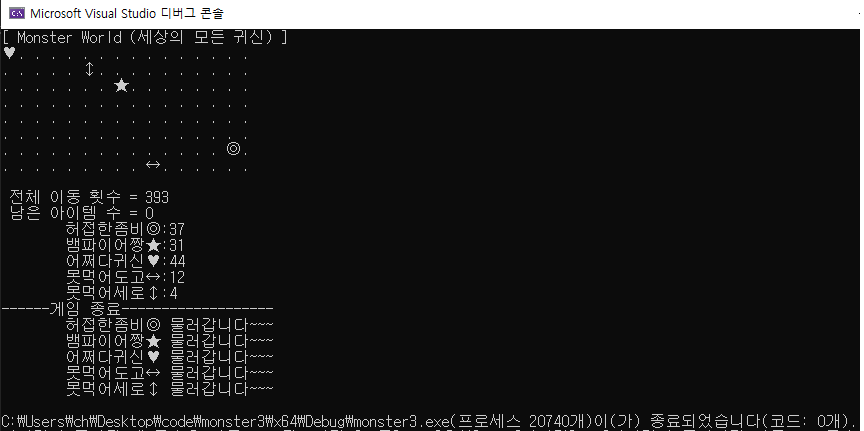 Microsoft Visual Studio 디버그 콘솔
[ Monster World (세상의 모든 귀신) ]
♥. . . . . . . . . . . . . . .
. . . . . ↕. . . . . . . . . .
. . . . . . . ★. . . . . . . .
. . . . . . . . . . . . . . . .
. . . . . . . . . . . . . . . .
. . . . . . . . . . . . . . . .
. . . . . . . . . . . . . . ◎.
. . . . . . . . . ↔. . . . . .
전체 이동 횟수 = 393
남은 아이템 수 = 0
허접한좀비◎:37
뱀파이어짱★:31
어쩌다귀신♥:44
못먹어도고↔:12
못먹어세로↕:4
------게임 종료-------------------
허접한좀비◎ 물러갑니다~~~
뱀파이어짱★ 물러갑니다~~~
어쩌다귀신♥ 물러갑니다~~~
못먹어도고↔ 물러갑니다~~~
못먹어세로↕ 물러갑니다~~~
C:₩Users₩ch₩Desktop₩code₩monster3₩x64₩Debug₩monster3.exe(프로세스 20740개)이(가) 종료되었습니다(코드: 0개).